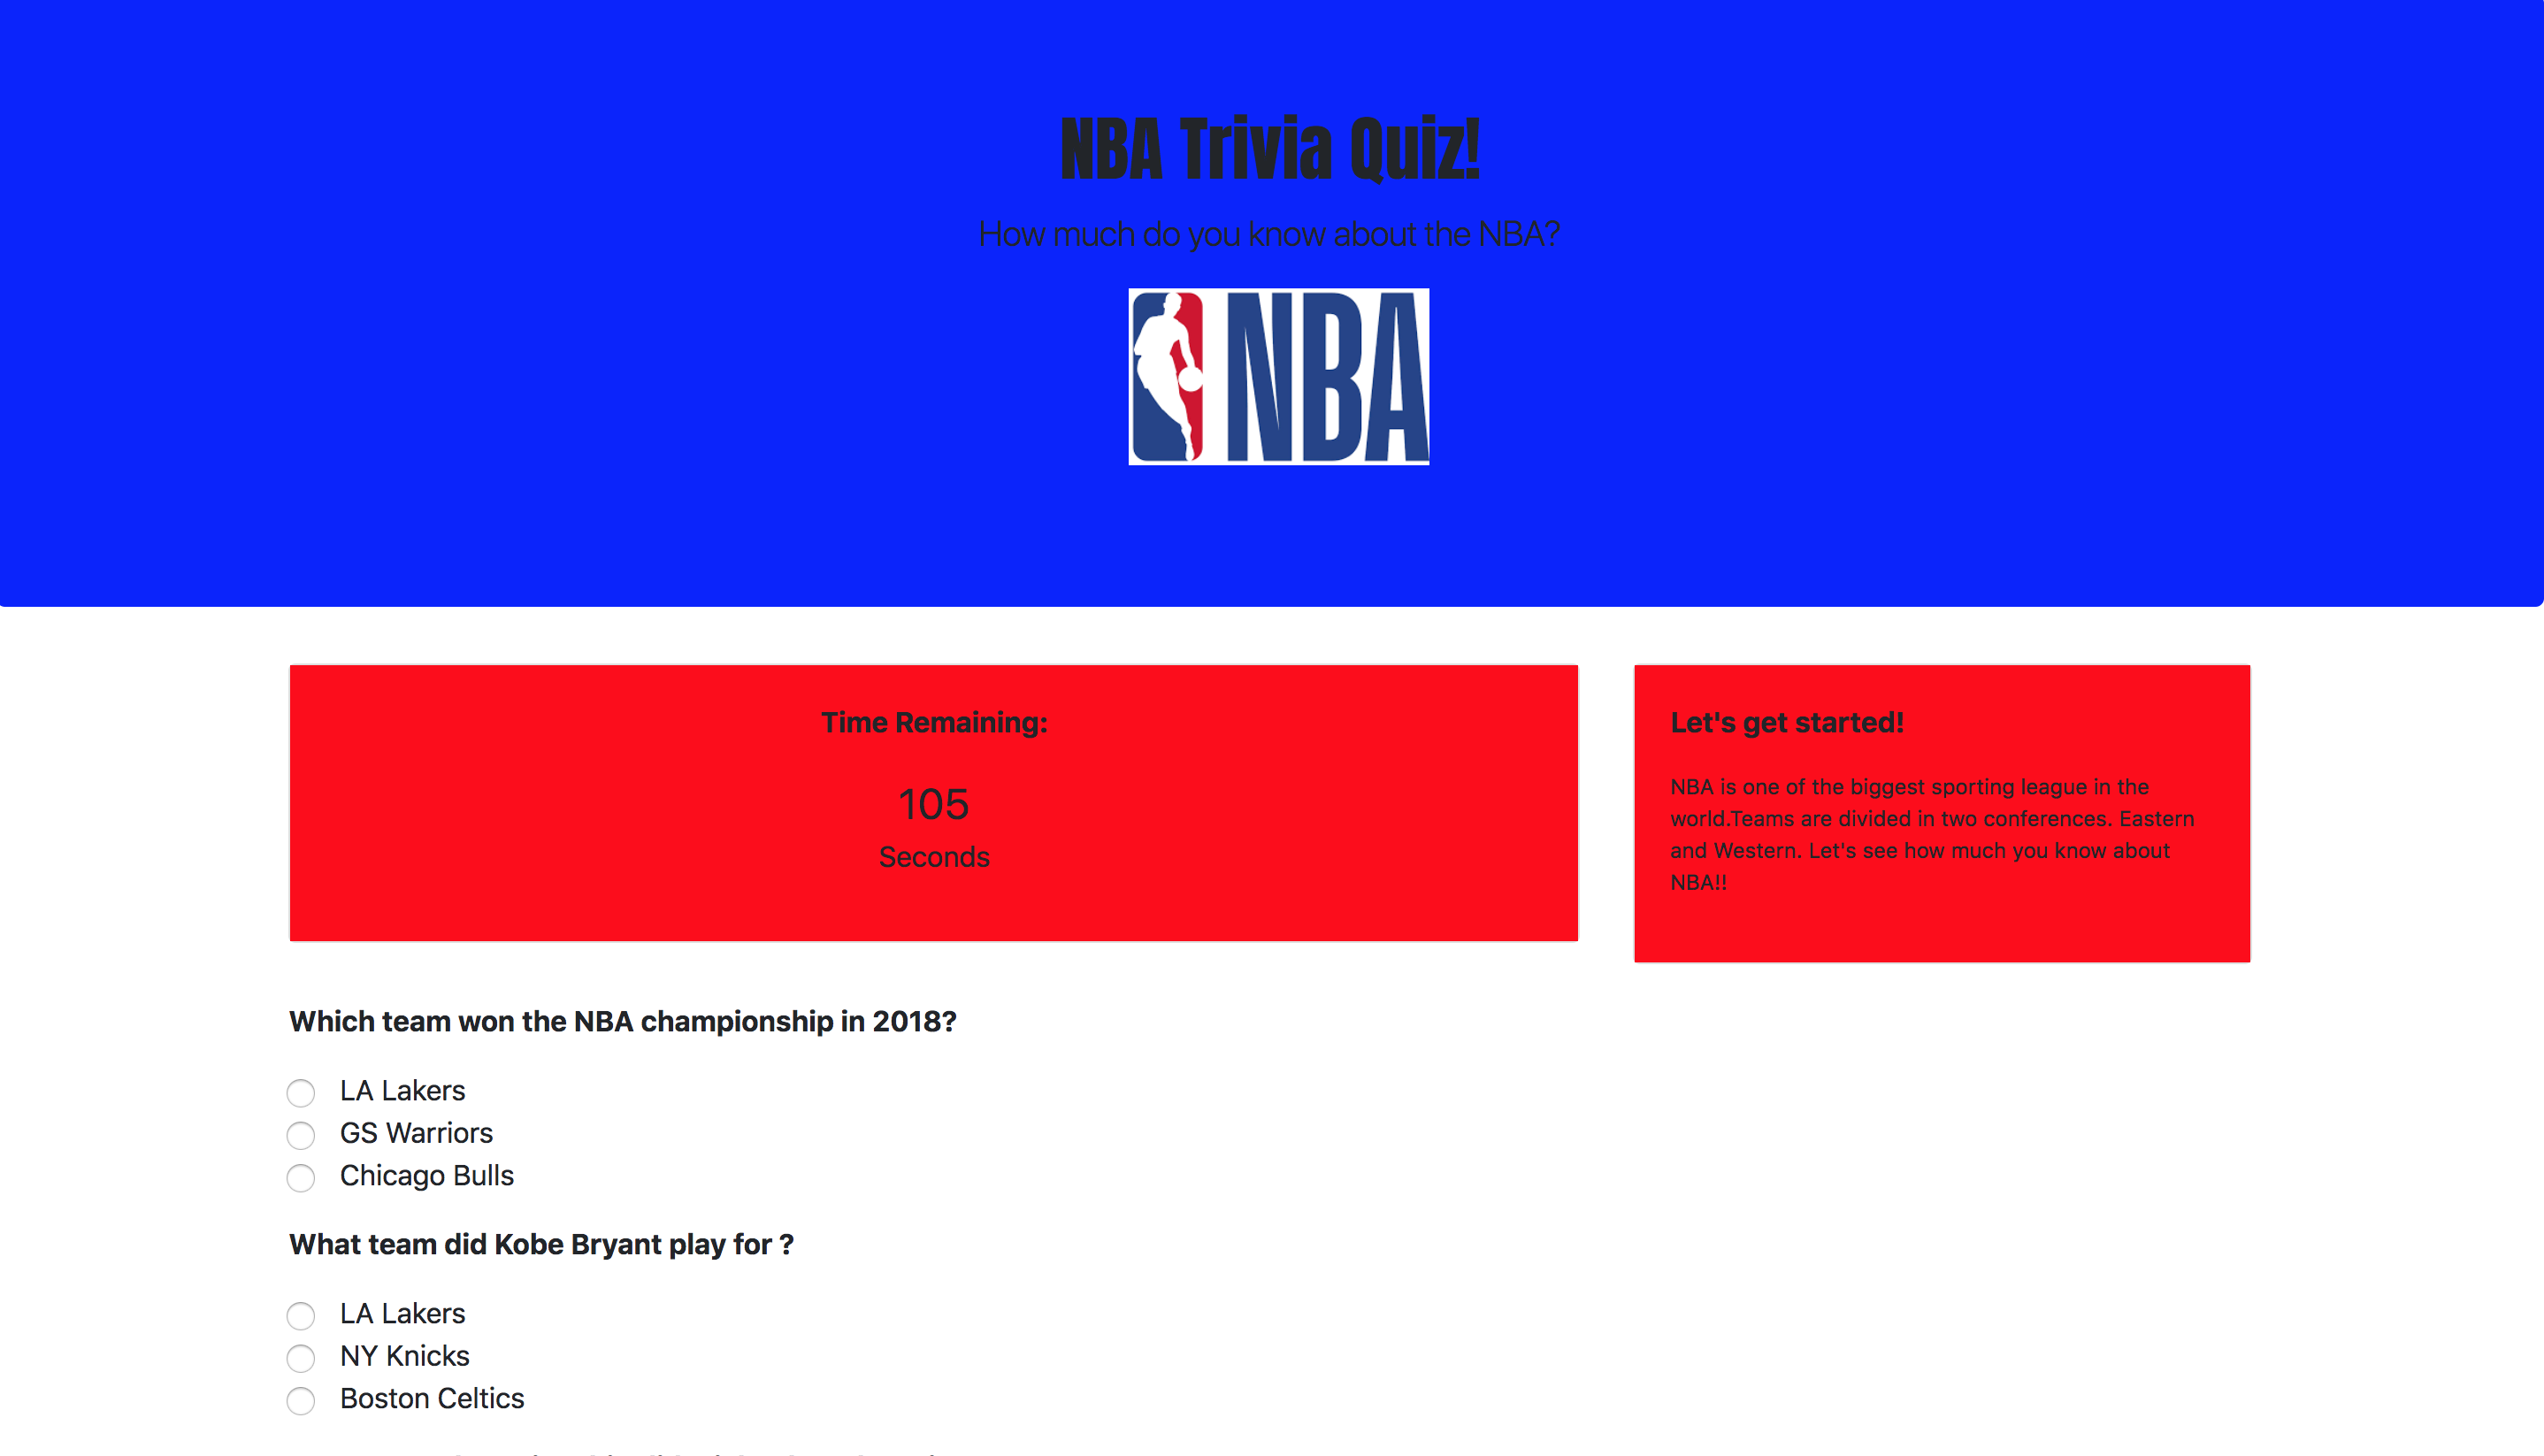 NBA Trivia Quiz!
How much do you know about the NBA?
NBA
Time Remaining:
105
Seconds
Let's get started!
NBA is one of the biggest sporting league in the
world.Teams are divided in two conferences. Eastern
and Western. Let's see how much you know about
NBA!!
Which team won the NBA championship in 2018?
LA Lakers
GS Warriors
Chicago Bulls
What team did Kobe Bryant play for ?
LA Lakers
NY Knicks
Boston Celtics